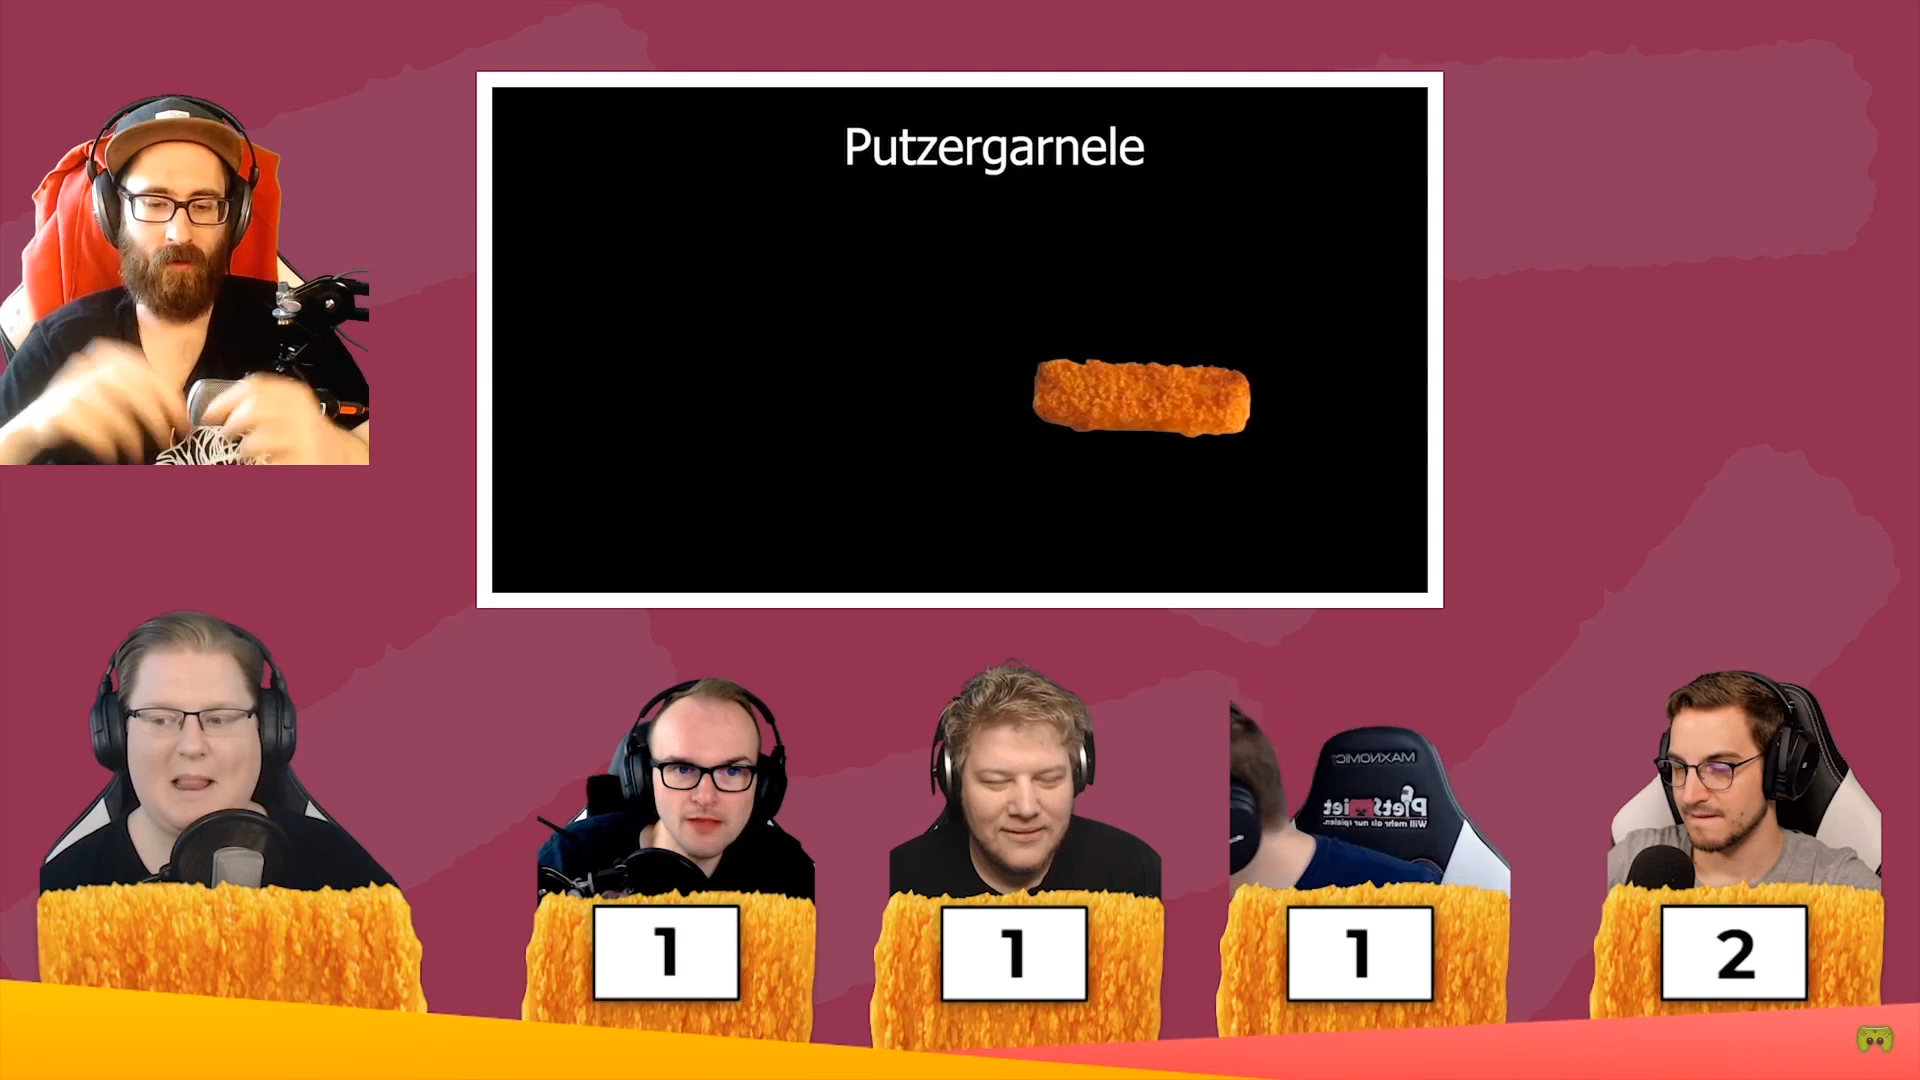 Putzergarnele
MAXNOMIC
PietSmiet
Will mehr als nur spielen.
1
1
1
2